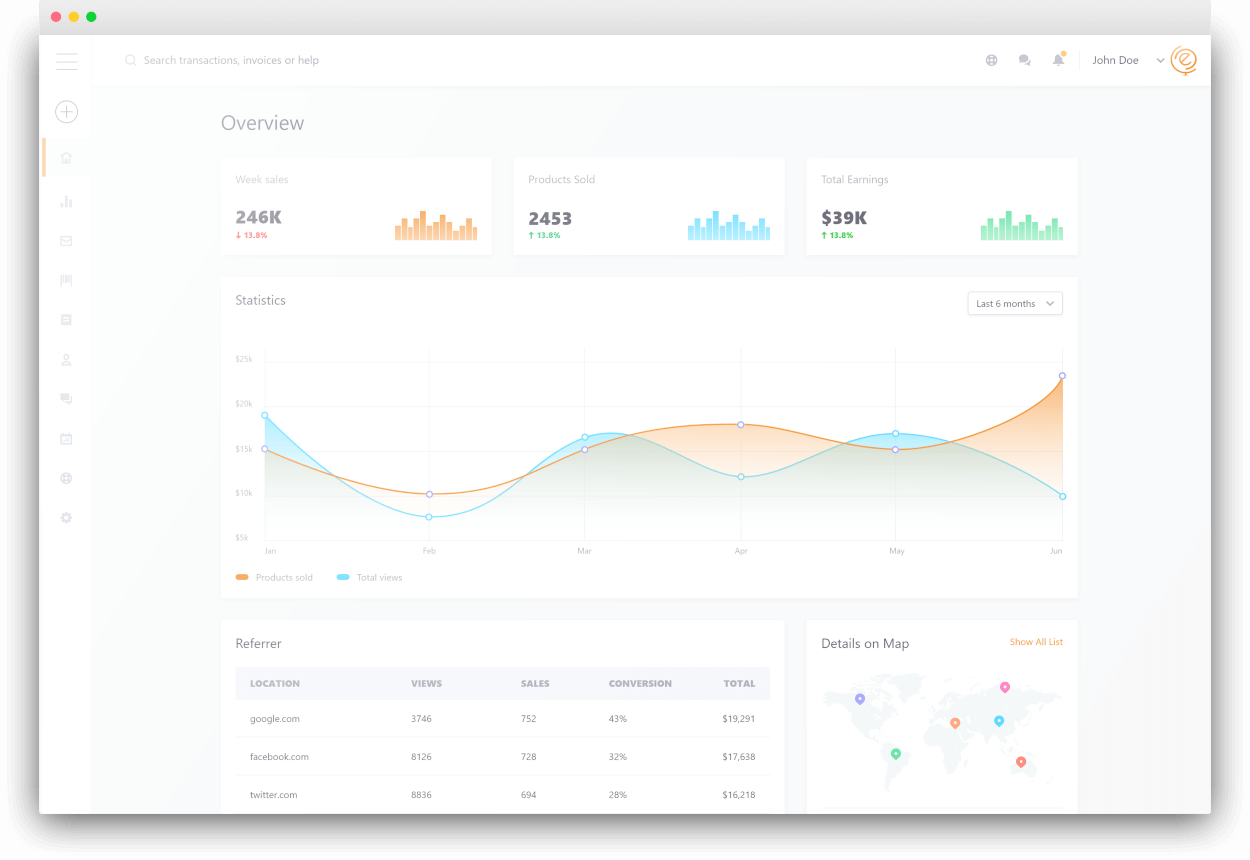 Search transactions, invoices or help
John Doe
Overview
Week sales
246K
↓ 13.8%
Products Sold
2453
↑ 13.8%
Total Earnings
$39K
↑ 13.8%
Statistics
Last 6 months
$25k
$20k
$15k
$10k
$5k
Jan Feb Mar Apr May Jun
Products sold Total views
Referrer
LOCATION VIEWS SALES CONVERSION TOTAL
google.com 3746 752 43% $19,291
facebook.com 8126 728 32% $17,638
twitter.com 8836 694 28% $16,218
Details on Map
Show All List